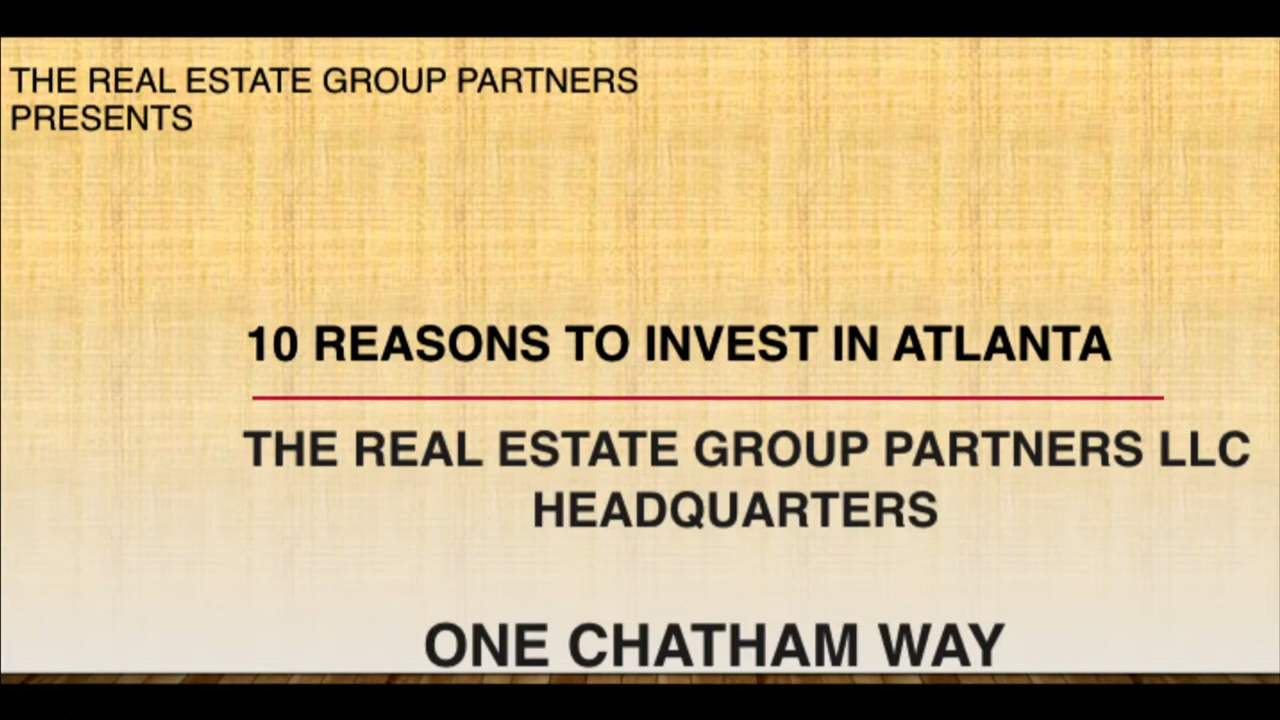 THE REAL ESTATE GROUP PARTNERS
PRESENTS
10 REASONS TO INVEST IN ATLANTA
THE REAL ESTATE GROUP PARTNERS LLC
HEADQUARTERS
ONE CHATHAM WAY